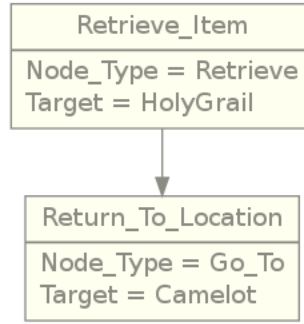 Retrieve_Item
Node_Type = Retrieve
Target = HolyGrail
Return_To_Location
Node_Type = Go_To
Target = Camelot